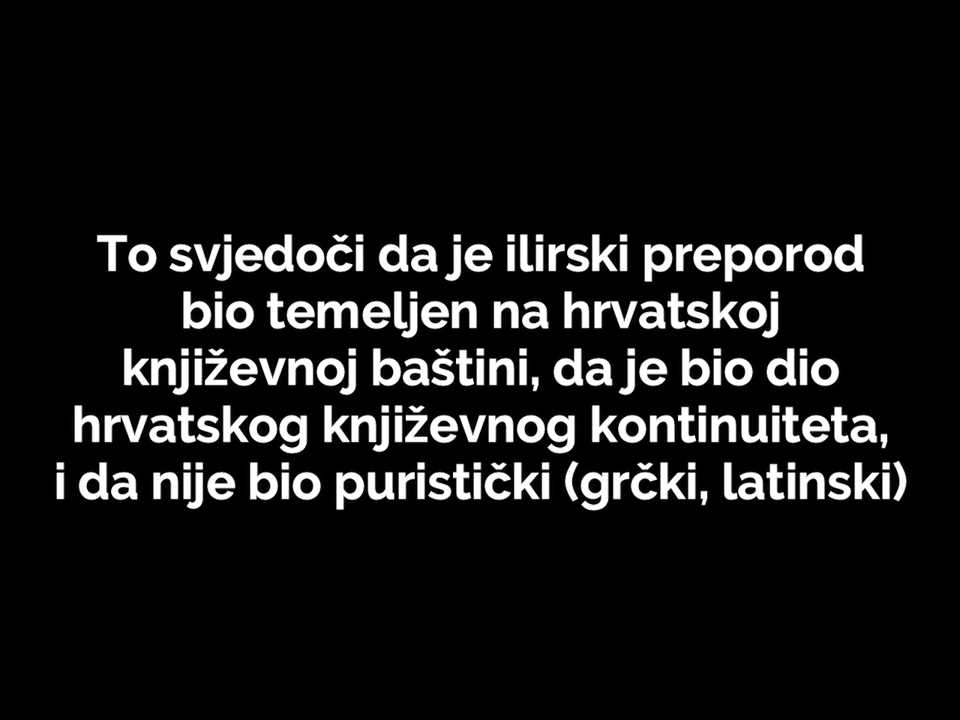 To svjedoči da je ilirski preporod
bio temeljen na hrvatskoj
književnoj baštini, da je bio dio
hrvatskog književnog kontinuiteta,
i da nije bio puristički (grčki, latinski)